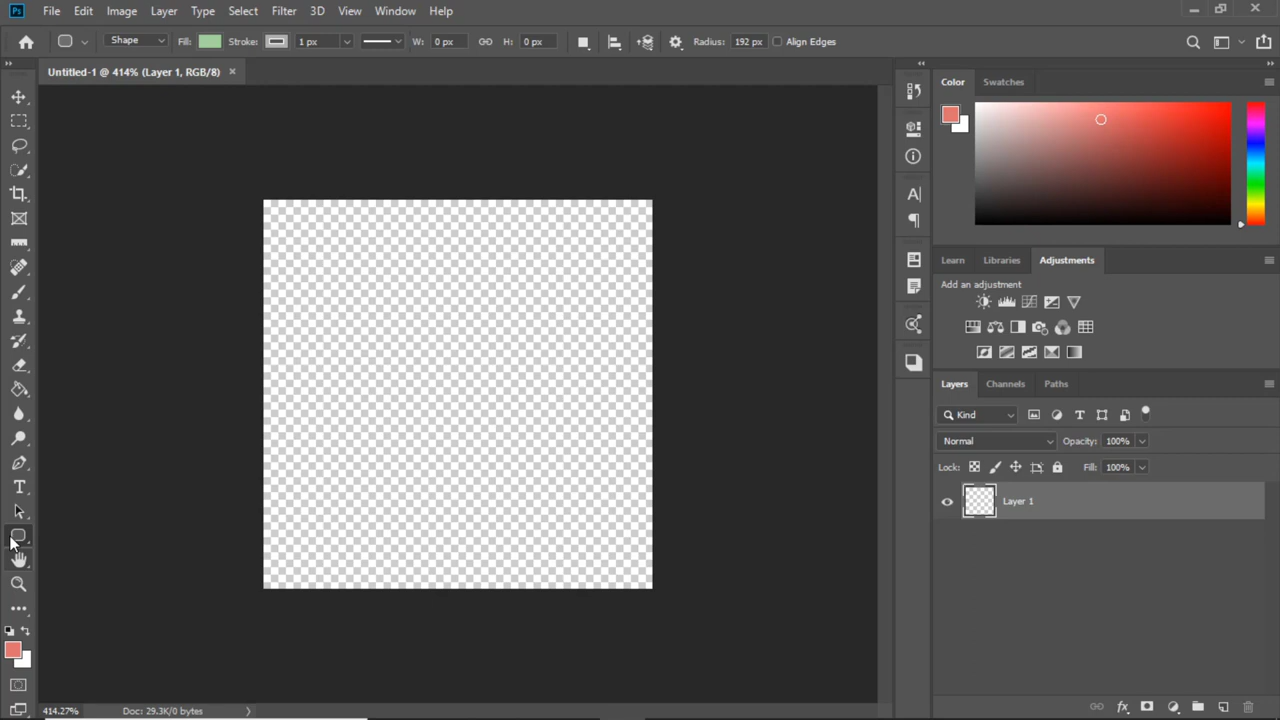 Ps File Edit Image Layer Type Select Filter 3D View Window Help
Shape Fill: Stroke: 1 px W: 0 px H: 0 px Radius: 192 px Align Edges
Untitled-1 @ 414% (Layer 1, RGB/8) ×
Color Swatches
Learn Libraries Adjustments
Add an adjustment
Layers Channels Paths
Kind
Normal Opacity: 100%
Lock: Fill: 100%
Layer 1
414.27% Doc: 29.3K/0 bytes